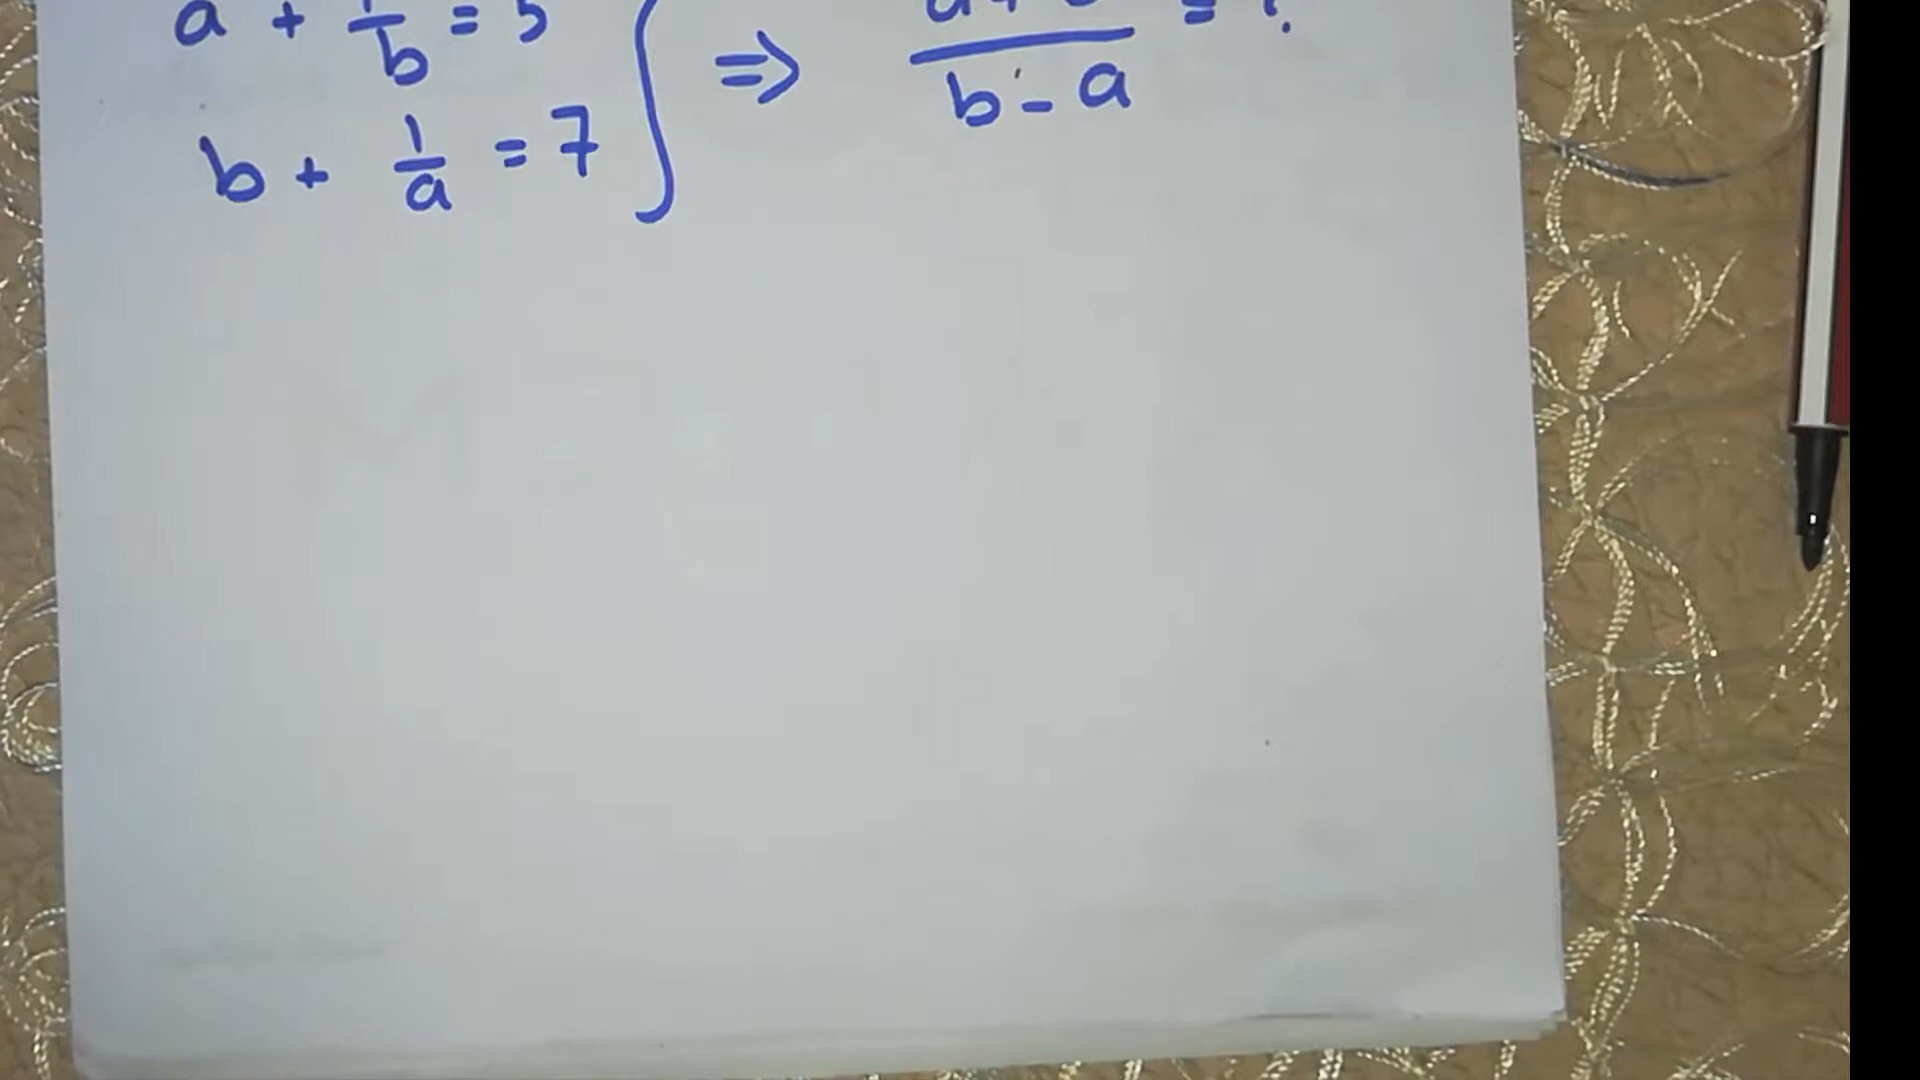 a + 1/b = 5
b + 1/a = 7 } => a+b/b-a = ?